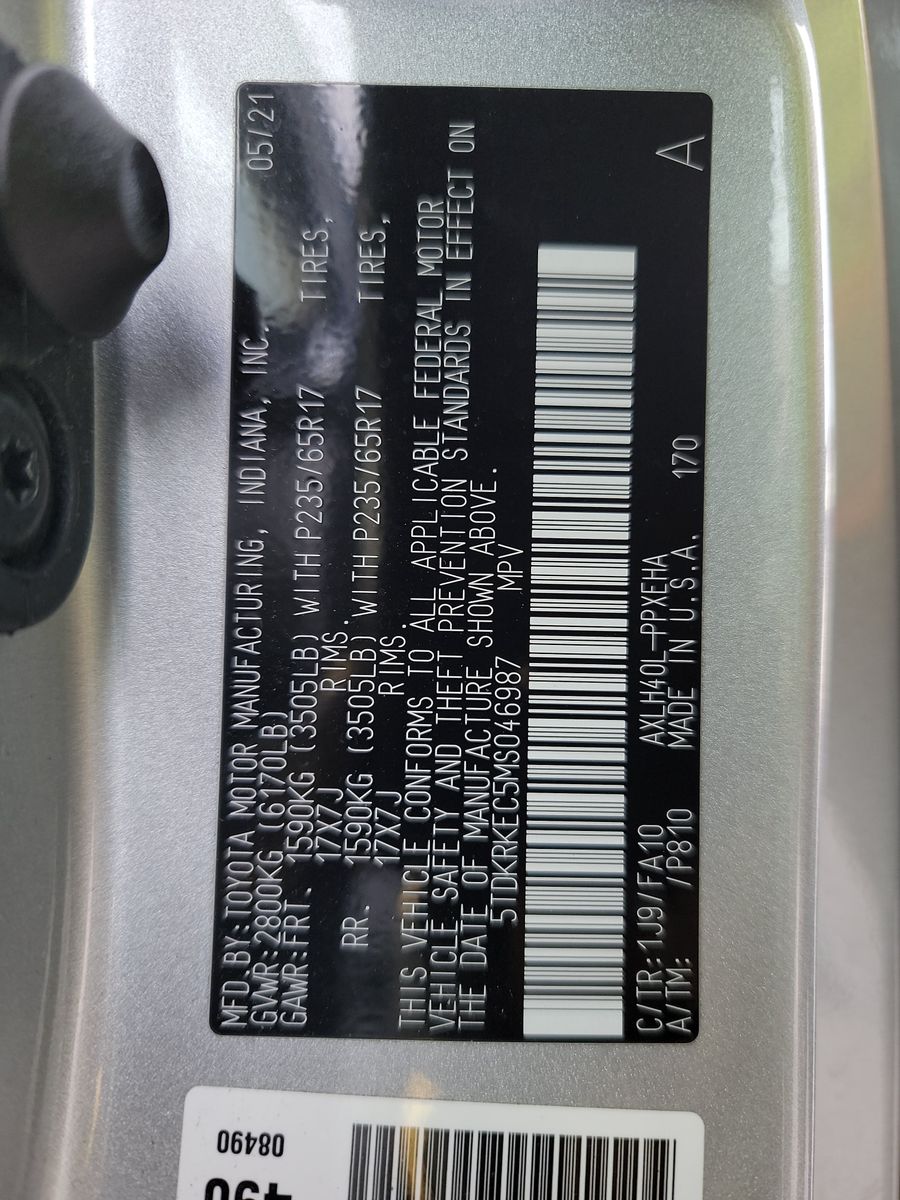 MFD.BY:TOYOTA MOTOR MANUFACTURING, INDIANA, INC. 05/21
GVWR:2800KG (6170LB)
GAWR:FRT. 1590KG (3505LB) WITH P235/65R17 TIRES,
17X7J RIMS.
RR. 1590KG (3505LB) WITH P235/65R17 TIRES,
17X7J RIMS.
THIS VEHICLE CONFORMS TO ALL APPLICABLE FEDERAL MOTOR
VEHICLE SAFETY AND THEFT PREVENTION STANDARDS IN EFFECT ON
THE DATE OF MANUFACTURE SHOWN ABOVE.
5TDKRKEC5MS046987 MPV
C/TR:1J9/FA10 AXLH40L-PPXEHA A
A/TM: /P810 MADE IN U.S.A. 170
08490